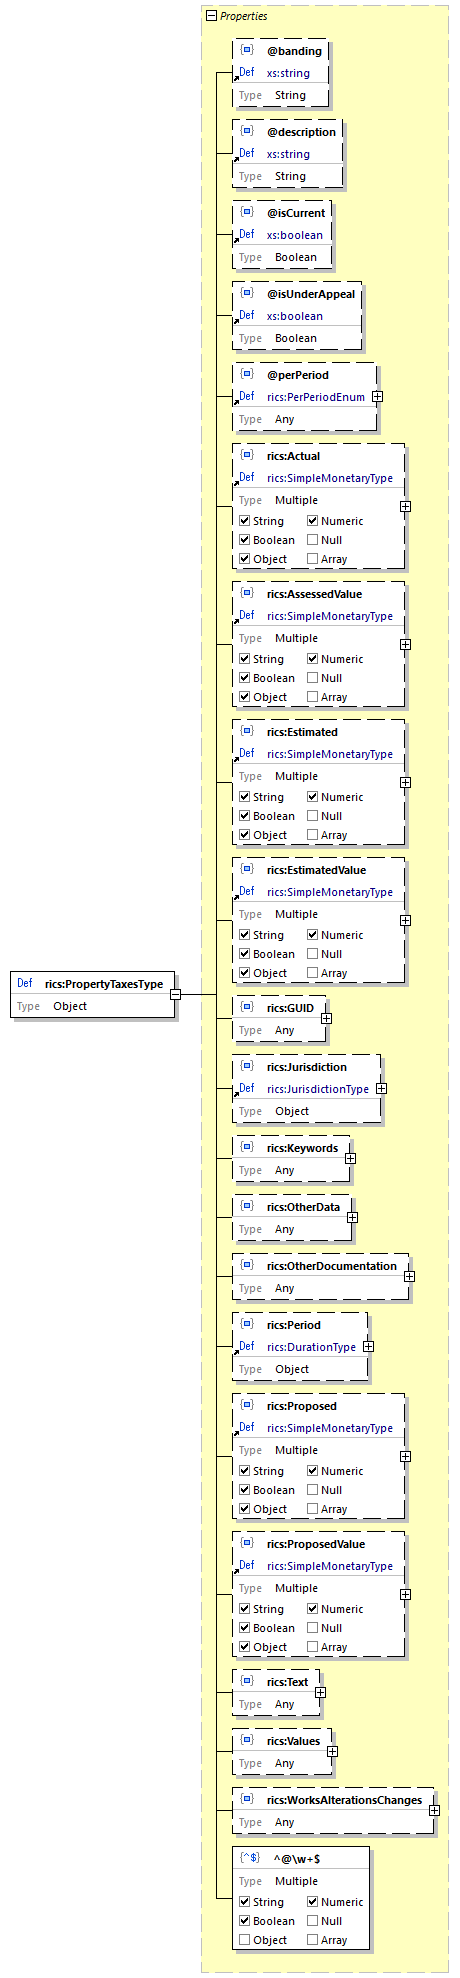 Properties
@banding
Def xs:string
Type String
@description
Def xs:string
Type String
@isCurrent
Def xs:boolean
Type Boolean
@isUnderAppeal
Def xs:boolean
Type Boolean
@perPeriod
Def rics:PerPeriodEnum
Type Any
rics:Actual
Def rics:SimpleMonetaryType
Type Multiple
String Numeric
Boolean Null
Object Array
rics:AssessedValue
Def rics:SimpleMonetaryType
Type Multiple
String Numeric
Boolean Null
Object Array
rics:Estimated
Def rics:SimpleMonetaryType
Type Multiple
String Numeric
Boolean Null
Object Array
rics:EstimatedValue
Def rics:SimpleMonetaryType
Type Multiple
String Numeric
Boolean Null
Object Array
Def rics:PropertyTaxesType
Type Object
rics:GUID
Type Any
rics:Jurisdiction
Def rics:JurisdictionType
Type Object
rics:Keywords
Type Any
rics:OtherData
Type Any
rics:OtherDocumentation
Type Any
rics:Period
Def rics:DurationType
Type Object
rics:Proposed
Def rics:SimpleMonetaryType
Type Multiple
String Numeric
Boolean Null
Object Array
rics:ProposedValue
Def rics:SimpleMonetaryType
Type Multiple
String Numeric
Boolean Null
Object Array
rics:Text
Type Any
rics:Values
Type Any
rics:WorksAlterationsChanges
Type Any
{^$} ^@\w+$
Type Multiple
String Numeric
Boolean Null
Object Array